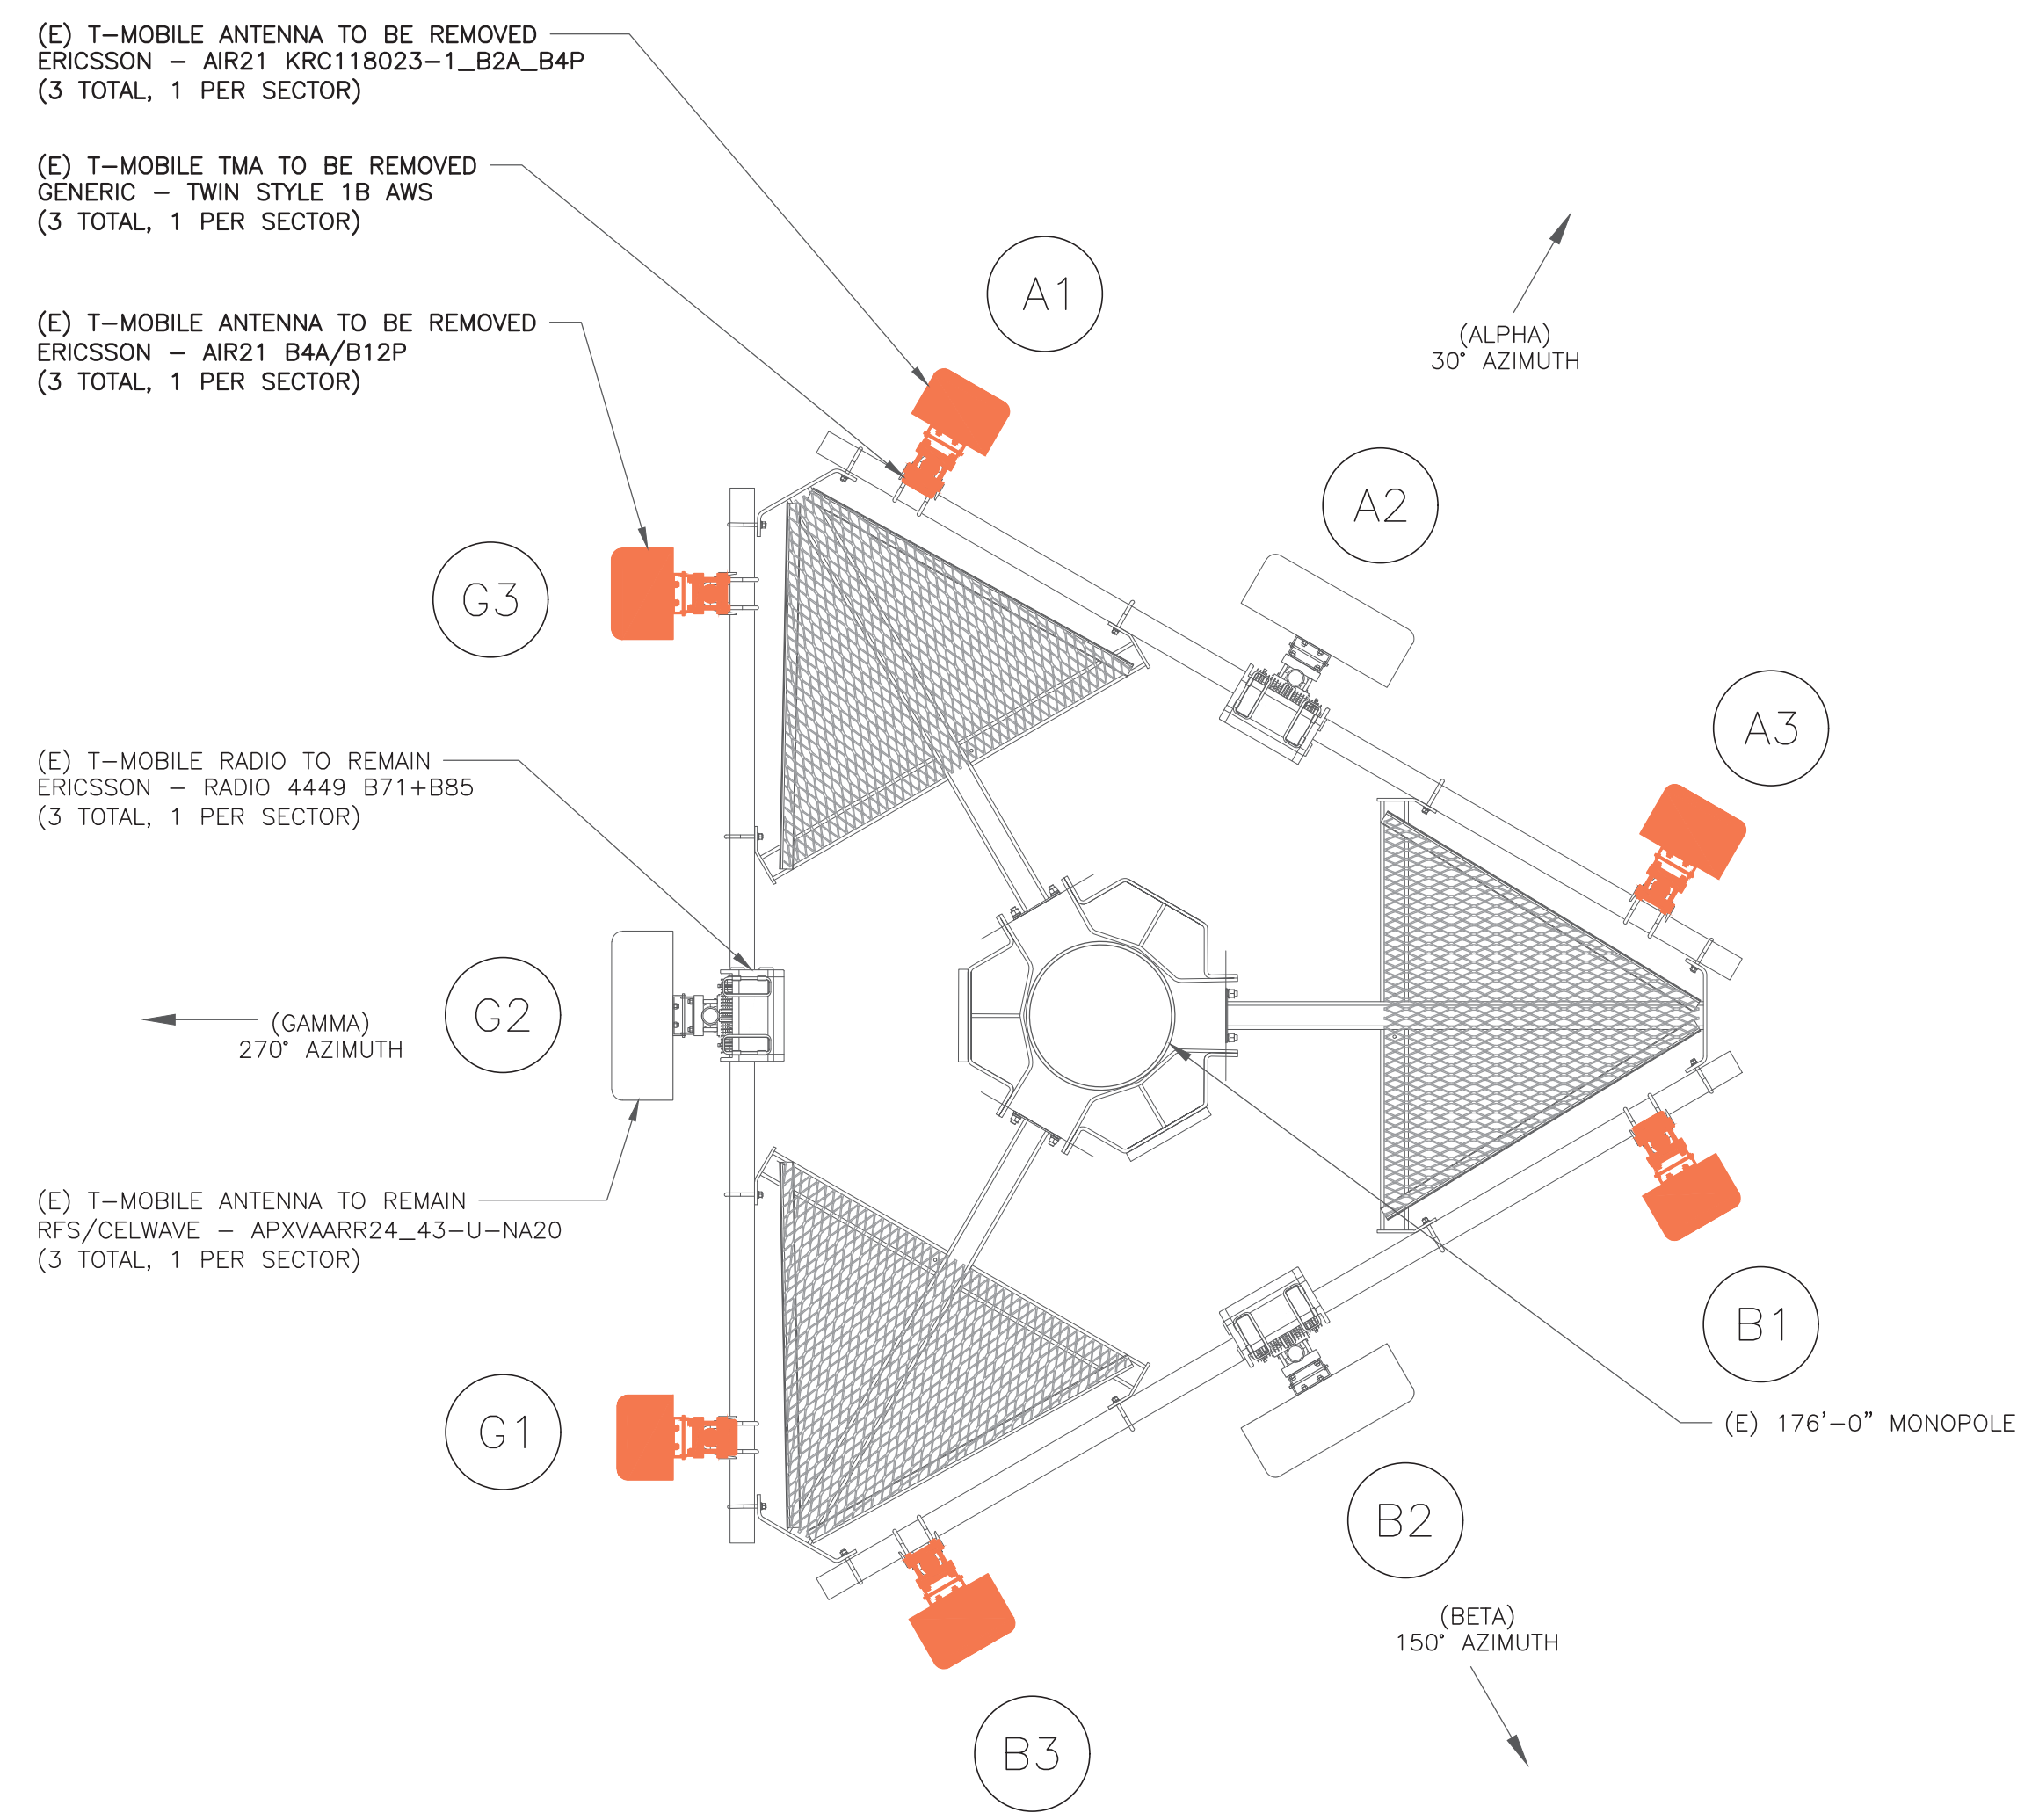 (E) T-MOBILE ANTENNA TO BE REMOVED
ERICSSON - AIR21 KRC118023-1_B2A_B4P
(3 TOTAL, 1 PER SECTOR)
(E) T-MOBILE TMA TO BE REMOVED
GENERIC - TWIN STYLE 1B AWS
(3 TOTAL, 1 PER SECTOR)
(E) T-MOBILE ANTENNA TO BE REMOVED
ERICSSON - AIR21 B4A/B12P
(3 TOTAL, 1 PER SECTOR)
A1
(ALPHA)
30° AZIMUTH
A2
G3
A3
(E) T-MOBILE RADIO TO REMAIN
ERICSSON - RADIO 4449 B71+B85
(3 TOTAL, 1 PER SECTOR)
G2
(GAMMA)
270° AZIMUTH
(E) T-MOBILE ANTENNA TO REMAIN
RFS/CELWAVE - APXVAARR24_43-U-NA20
(3 TOTAL, 1 PER SECTOR)
B1
G1
(E) 176'-0" MONOPOLE
B2
(BETA)
150° AZIMUTH
B3